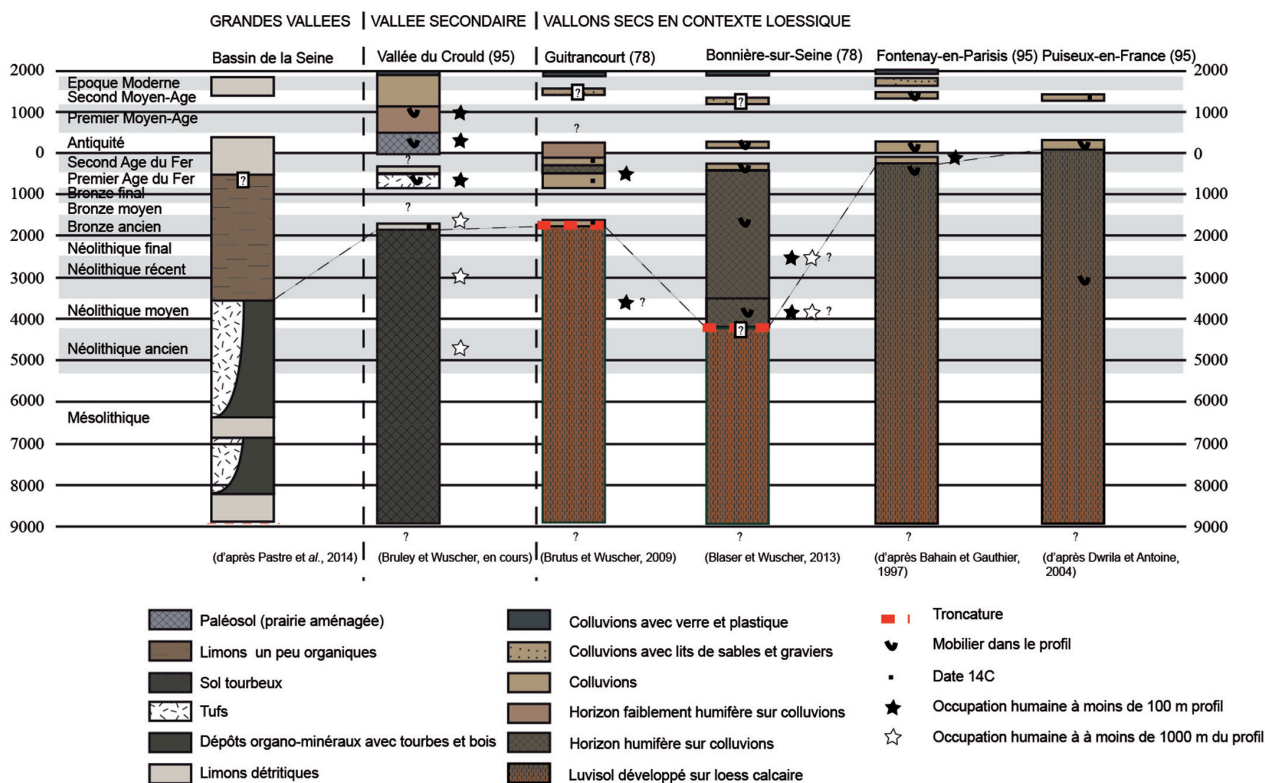 GRANDES VALLEES
VALLEE SECONDAIRE
VALLONS SECS EN CONTEXTE LOESSIQUE
Bassin de la Seine
Vallée du Crould (95)
Guitrancourt (78)
Bonnière-sur-Seine (78)
Fontenay-en-Parisis (95)
Puiseux-en-France (95)
2000
Epoque Moderne
2000
Second Moyen-Age
?
?
1000
Premier Moyen-Age
1000
?
Antiquité
0
?
0
Second Age du Fer
Premier Age du Fer
?
Bronze final
1000
1000
Bronze moyen
?
Bronze ancien
2000
2000
Néolithique final
?
Néolithique récent
3000
3000
?
Néolithique moyen
?
4000
?
4000
Néolithique ancien
5000
5000
6000
Mésolithique
6000
7000
7000
8000
8000
9000
9000
?
?
?
?
?
(d'après Pastre et al., 2014)
(Bruley et Wuscher, en cours)
(Brutus et Wuscher, 2009)
(Blaser et Wuscher, 2013)
(d'après Bahain et Gauthier,
1997)
(d'après Dwrila et Antoine,
2004)
Paléosol (prairie aménagée)
Limons un peu organiques
Sol tourbeux
Tufs
Dépôts organo-minéraux avec tourbes et bois
Limons détritiques
Colluvions avec verre et plastique
Colluvions avec lits de sables et graviers
Colluvions
Horizon faiblement humifère sur colluvions
Horizon humifère sur colluvions
Luvisol développé sur loess calcaire
Troncature
Mobilier dans le profil
Date 14C
Occupation humaine à moins de 100 m profil
Occupation humaine à à moins de 1000 m du profil